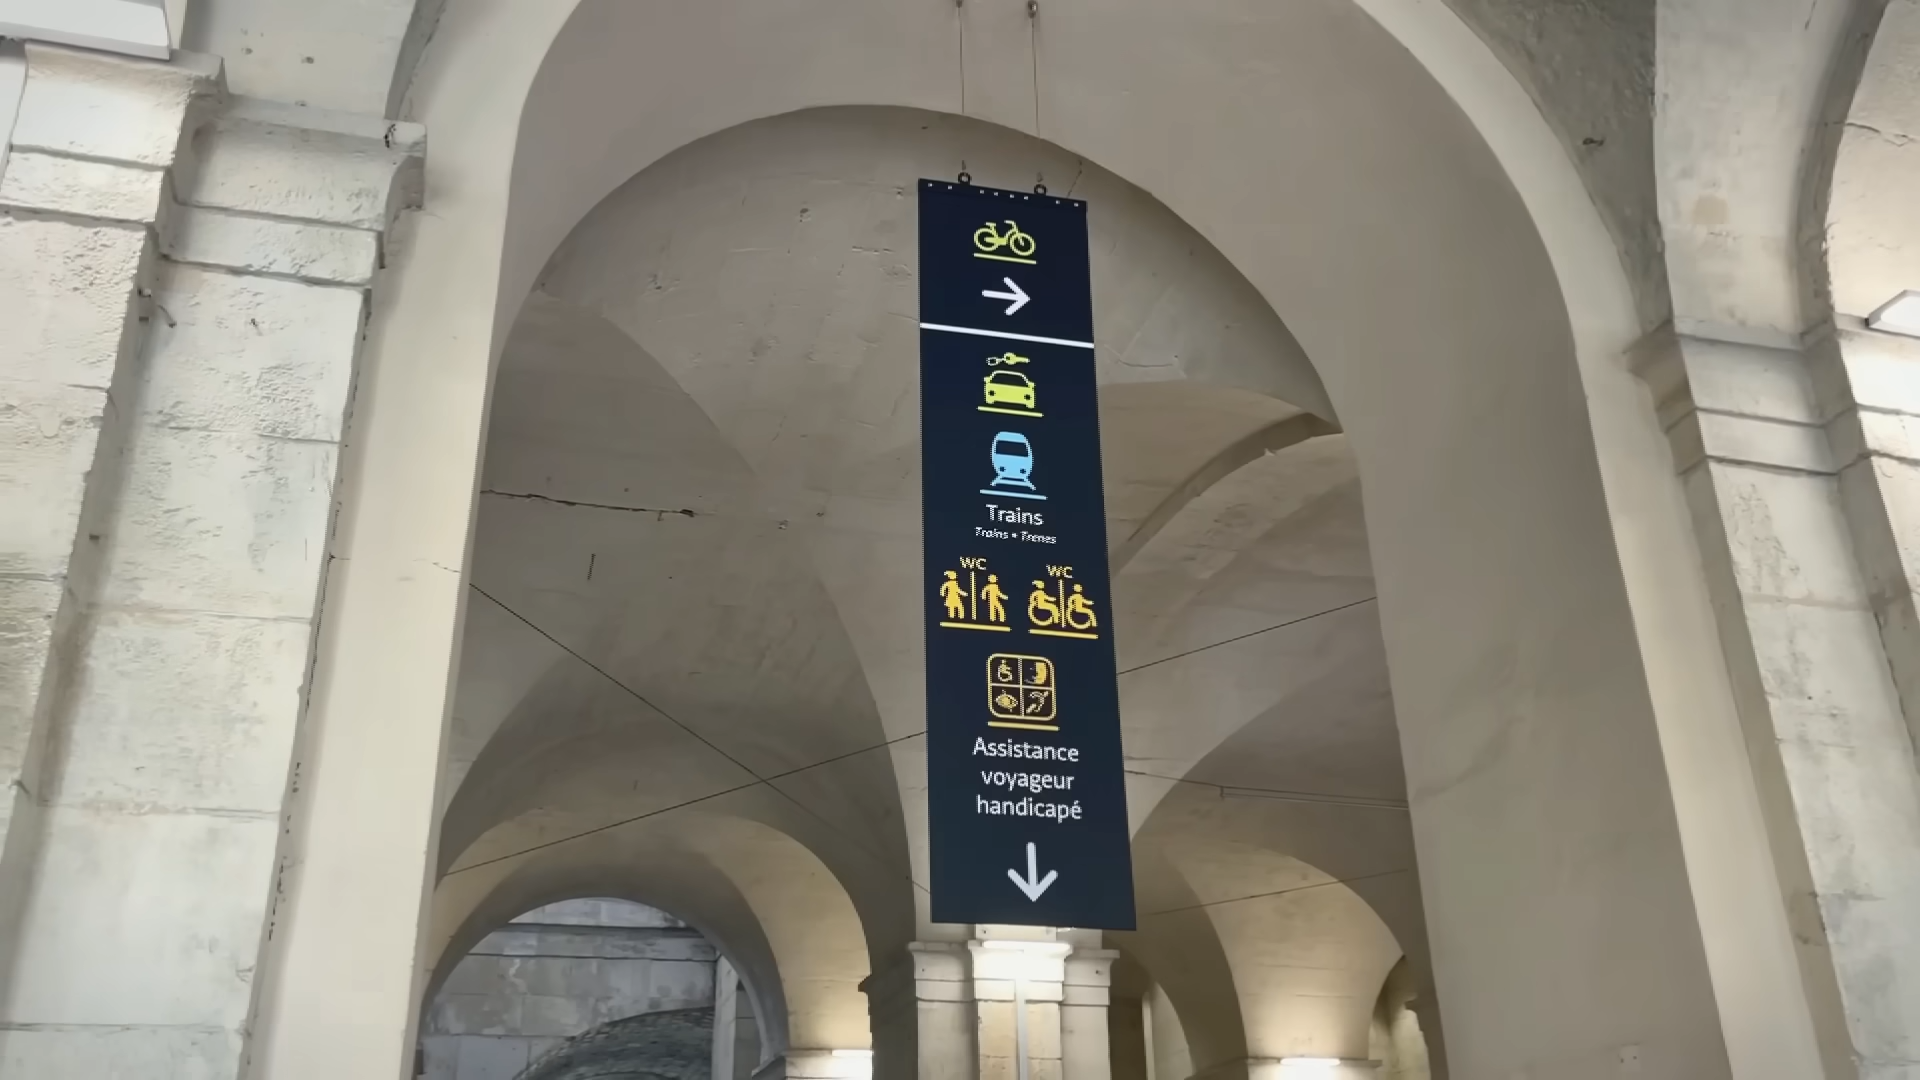 Trains
Trains • Trenes
WC WC
Assistance
voyageur
handicapé